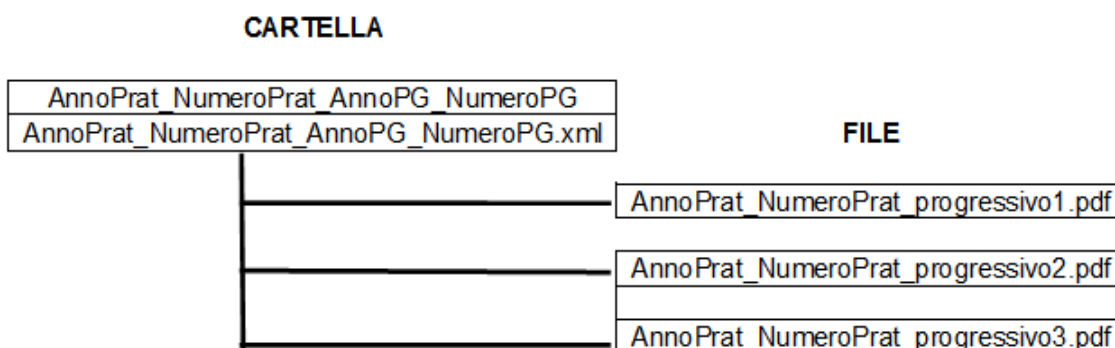 CARTELLA
AnnoPrat_NumeroPrat_AnnoPG_NumeroPG
AnnoPrat_NumeroPrat_AnnoPG_NumeroPG.xml
FILE
AnnoPrat_NumeroPrat_progressivo1.pdf
AnnoPrat_NumeroPrat_progressivo2.pdf
AnnoPrat_NumeroPrat_progressivo3.pdf